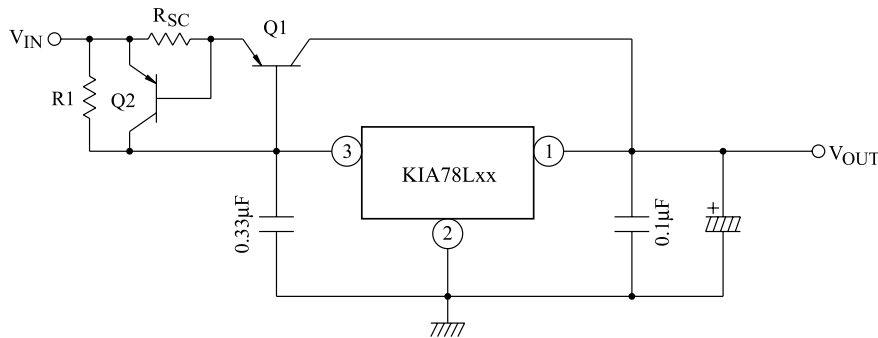 R_SC
Q1
V_IN
R1
Q2
3
KIA78Lxx
1
V_OUT
0.33μF
2
0.1μF
+